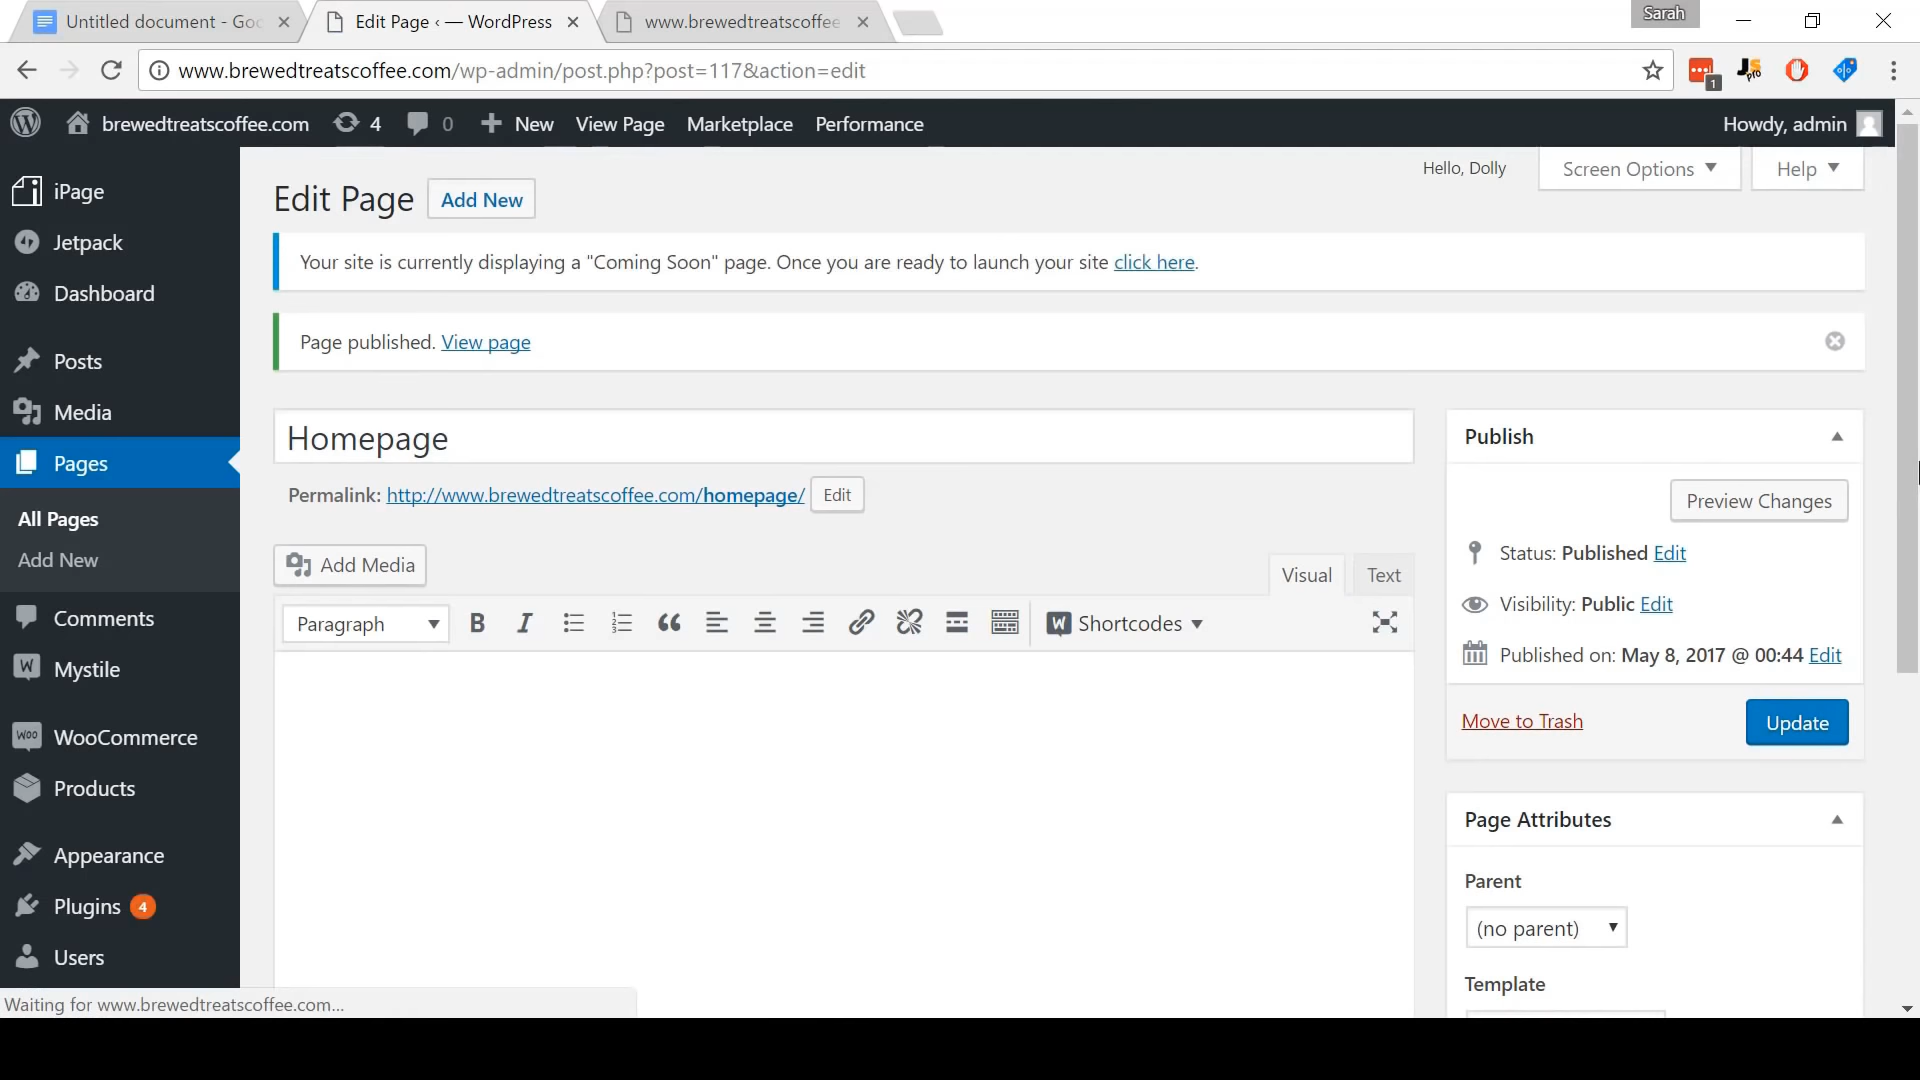 Untitled document - Goo
Edit Page ‹ — WordPress
www.brewedtreatscoffee
Sarah
www.brewedtreatscoffee.com/wp-admin/post.php?post=117&action=edit
1
JS pro
brewedtreatscoffee.com
4
0
New
View Page
Marketplace
Performance
Howdy, admin
iPage
Jetpack
Dashboard
Posts
Media
Pages
All Pages
Add New
Comments
Mystile
WooCommerce
Products
Appearance
Plugins 4
Users
Hello, Dolly
Screen Options
Help
Edit Page
Add New
Your site is currently displaying a "Coming Soon" page. Once you are ready to launch your site click here.
Page published. View page
Homepage
Permalink: http://www.brewedtreatscoffee.com/homepage/ Edit
Add Media
Visual
Text
Paragraph
B
I
Shortcodes
Publish
Preview Changes
Status: Published Edit
Visibility: Public Edit
Published on: May 8, 2017 @ 00:44 Edit
Move to Trash
Update
Page Attributes
Parent
(no parent)
Template
Waiting for www.brewedtreatscoffee.com...